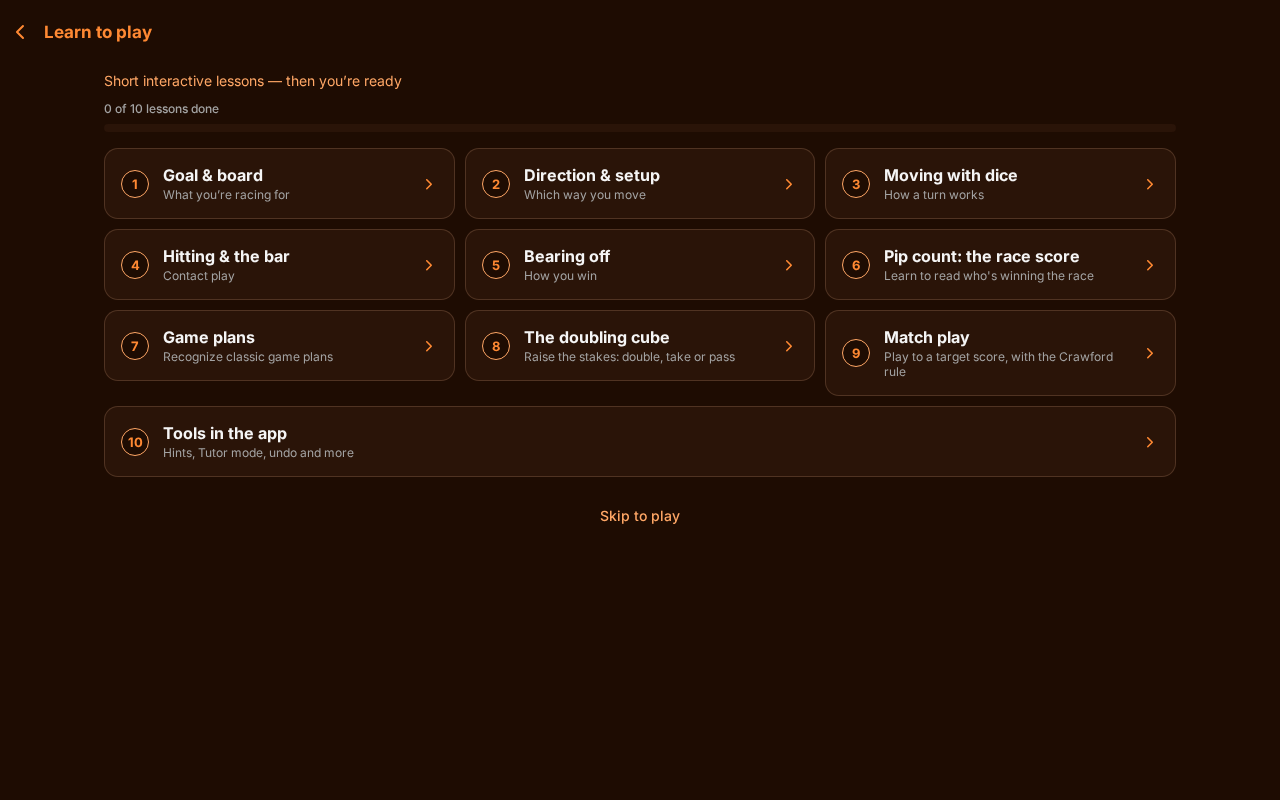 Learn to play
Short interactive lessons — then you’re ready
0 of 10 lessons done
1
Goal & board
What you’re racing for
2
Direction & setup
Which way you move
3
Moving with dice
How a turn works
4
Hitting & the bar
Contact play
5
Bearing off
How you win
6
Pip count: the race score
Learn to read who's winning the race
7
Game plans
Recognize classic game plans
8
The doubling cube
Raise the stakes: double, take or pass
9
Match play
Play to a target score, with the Crawford
rule
10
Tools in the app
Hints, Tutor mode, undo and more
Skip to play